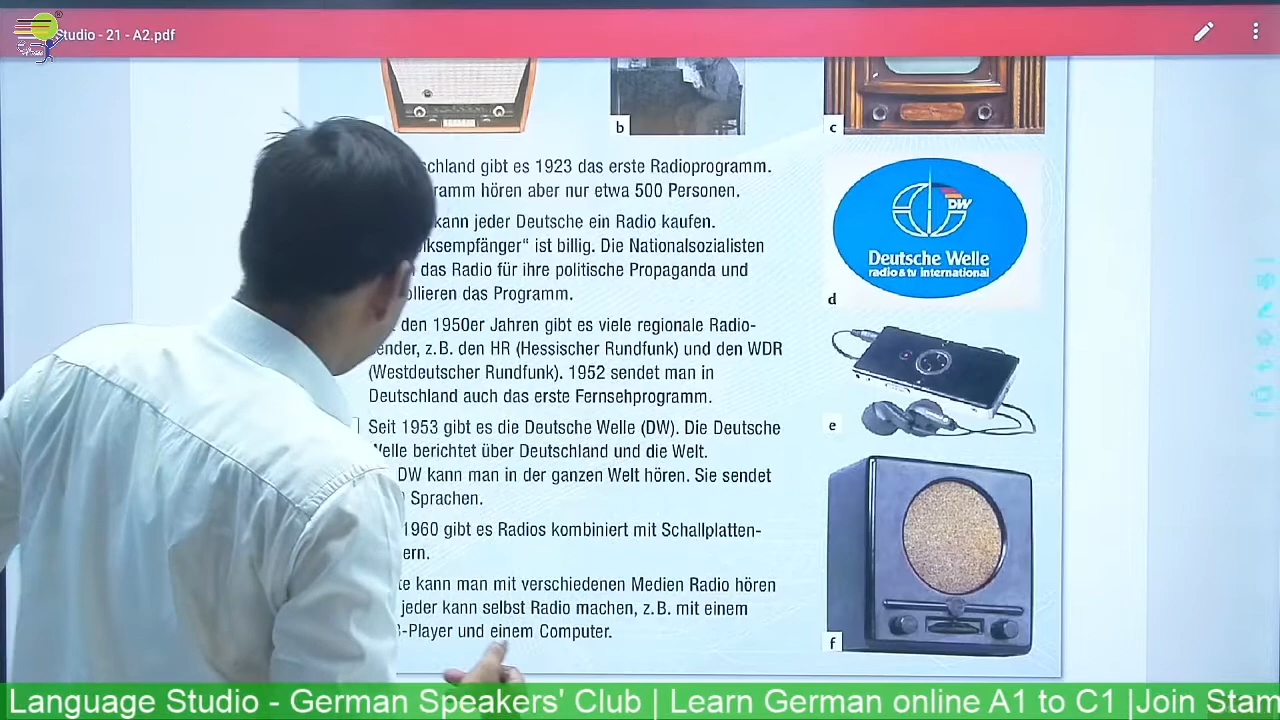 Studio - 21 - A2.pdf
b
c
gibt es 1923 das erste Radioprogramm.
hören aber nur etwa 500 Personen.
kann jeder Deutsche ein Radio kaufen.
ist billig. Die Nationalsozialisten
das Radio für ihre politische Propaganda und
das Programm.
den 1950er Jahren gibt es viele regionale Radio-
sender, z.B. den HR (Hessischer Rundfunk) und den WDR
(Westdeutscher Rundfunk). 1952 sendet man in
Deutschland auch das erste Fernsehprogramm.
Seit 1953 gibt es die Deutsche Welle (DW). Die Deutsche
Welle berichtet über Deutschland und die Welt.
DW kann man in der ganzen Welt hören. Sie sendet
Sprachen.
1960 gibt es Radios kombiniert mit Schallplatten-
kann man mit verschiedenen Medien Radio hören
jeder kann selbst Radio machen, z.B. mit einem
-Player und einem Computer.
DW
Deutsche Welle
radio & tv international
d
e
f
Language Studio - German Speakers' Club | Learn German online A1 to C1 |Join Stam